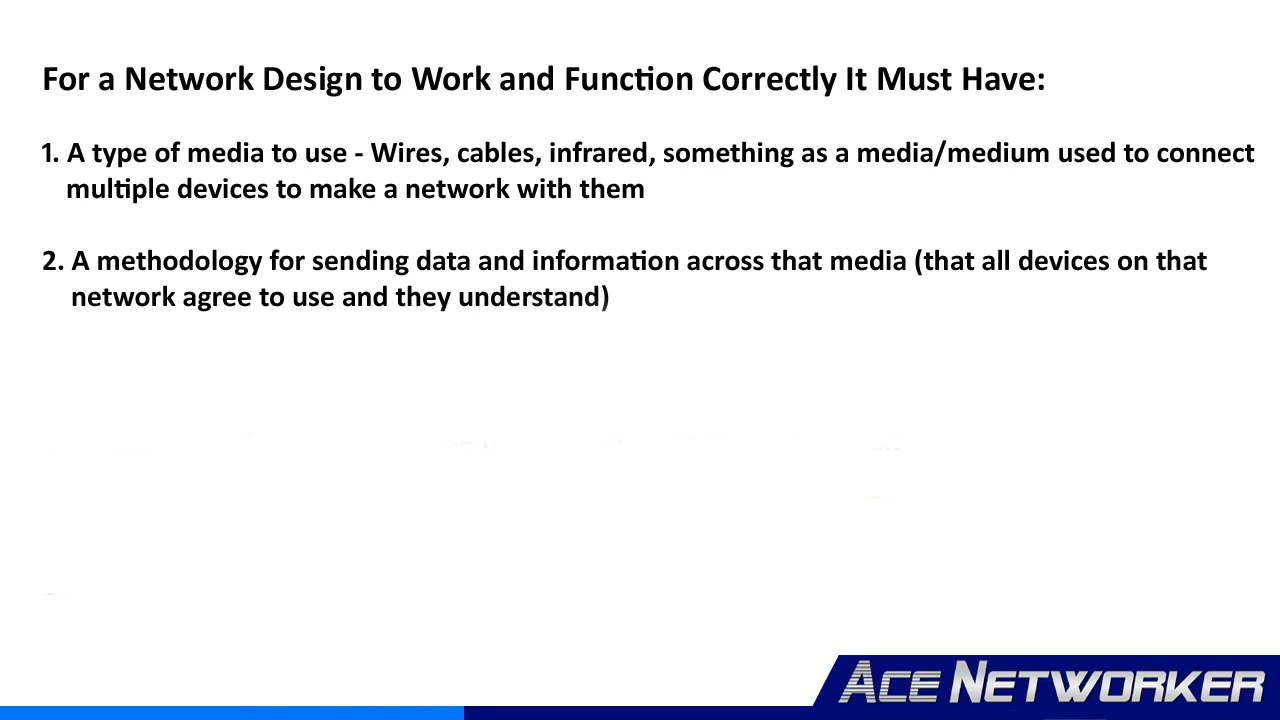 For a Network Design to Work and Function Correctly It Must Have:
1. A type of media to use - Wires, cables, infrared, something as a media/medium used to connect
multiple devices to make a network with them
2. A methodology for sending data and information across that media (that all devices on that
network agree to use and they understand)
ACE NETWORKER